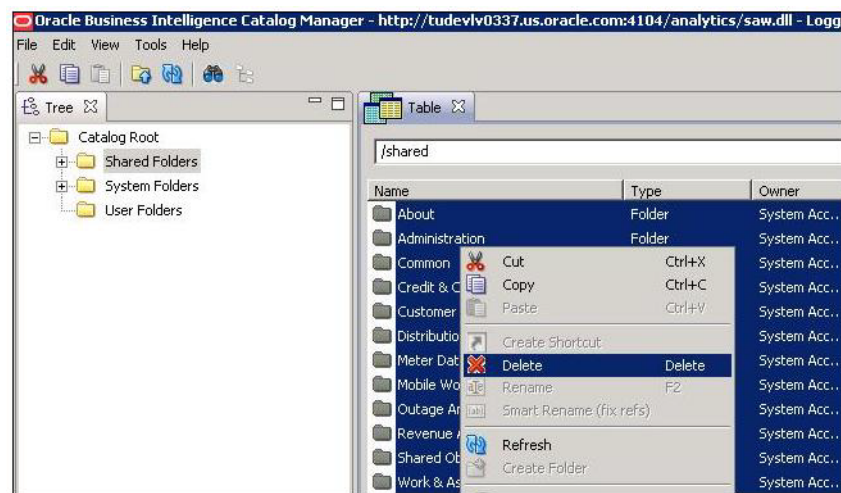 Oracle Business Intelligence Catalog Manager - http://tudevlv0337.us.oracle.com:4104/analytics/saw.dll - Logg
File Edit View Tools Help
Tree
Catalog Root
Shared Folders
System Folders
User Folders
Table
/shared
Name Type Owner
About Folder System Acc..
Administration Folder System Acc..
Common System Acc..
Credit & C System Acc..
Customer System Acc..
Distributio System Acc..
Meter Dat System Acc..
Mobile Wo System Acc..
Outage Ar System Acc..
Revenue System Acc..
Shared Ob System Acc..
Work & As System Acc..
Cut Ctrl+X
Copy Ctrl+C
Paste Ctrl+V
Create Shortcut
Delete Delete
Rename F2
Smart Rename (fix refs)
Refresh
Create Folder